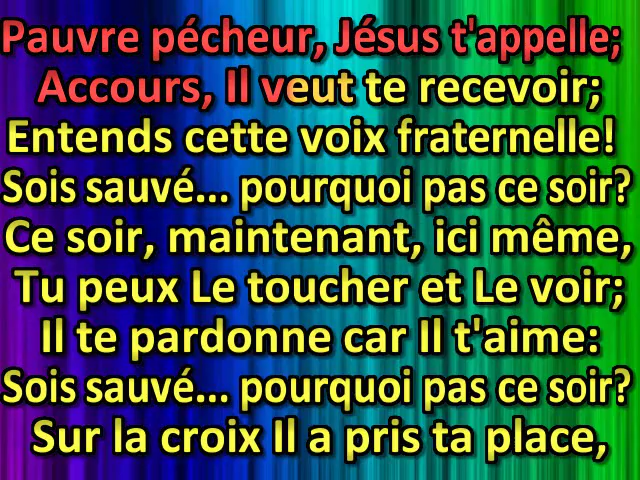 Pauvre pécheur, Jésus t'appelle;
Accours, Il veut te recevoir;
Entends cette voix fraternelle!
Sois sauvé... pourquoi pas ce soir?
Ce soir, maintenant, ici même,
Tu peux Le toucher et Le voir;
Il te pardonne car Il t'aime:
Sois sauvé... pourquoi pas ce soir?
Sur la croix Il a pris ta place,